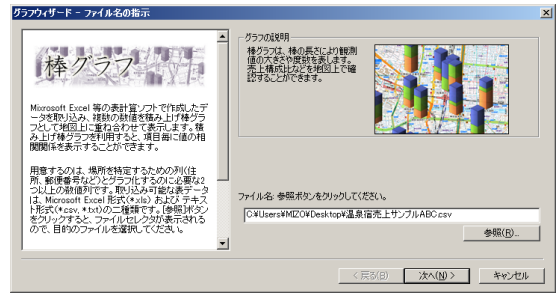 グラフウィザード - ファイル名の指示
棒グラフ
Microsoft Excel 等の表計算ソフトで作成したデ
ータを取り込み、複数の数値を積み上げ棒グラ
フとして地図上に重ね合わせて表示します。積
み上げ棒グラフを利用すると、項目毎に値の相
関関係を表示することができます。
用意するのは、場所を特定するための列(住
所、郵便番号など)とグラフ化するのに必要な2
つ以上の数値列です。取り込み可能な表データ
は、Microsoft Excel 形式(*.xls) および テキス
ト形式(*.csv, *.txt)の二種類です。[参照]ボタン
をクリックすると、ファイルセレクタが表示される
ので、目的のファイルを選択してください。
グラフの説明
棒グラフは、棒の長さにより観測
値の大きさや度数を表します。
売上構成比などを地図上で確
認することができます。
ファイル名: 参照ボタンをクリックしてください。
C:¥Users¥MIZO¥Desktop¥温泉宿売上サンプルABC.csv
参照(R)...
< 戻る(B)
次へ(N) >
キャンセル